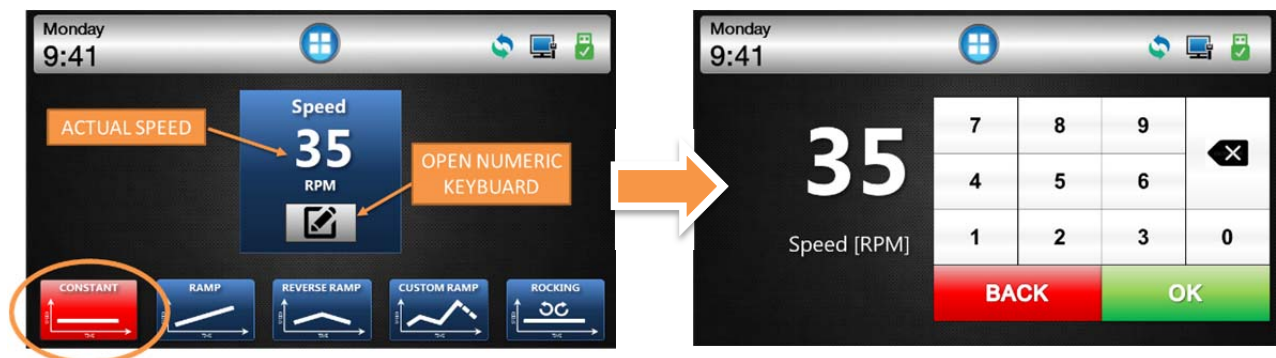 Monday
9:41
Speed
35
RPM
ACTUAL SPEED
OPEN NUMERIC
KEYBUARD
CONSTANT
RAMP
REVERSE RAMP
CUSTOM RAMP
ROCKING
Monday
9:41
35
Speed [RPM]
7 8 9
4 5 6
1 2 3 0
BACK OK